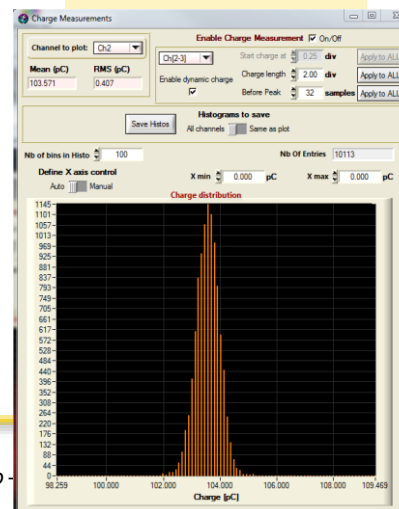 Charge Measurements
Enable Charge Measurement On/Off
Channel to plot: Ch2
Mean (pC) RMS (pC)
103.571 0.407
Ch[2-3] Start charge at 0.25 div Apply to ALL
Enable dynamic charge Charge length 2.00 div Apply to ALL
Before Peak 32 samples Apply to ALL
Histograms to save
Save Histos All channels Same as plot
Nb of bins in Histo 100 Nb Of Entries 10113
Define X axis control
Auto Manual X min 0.000 pC X max 0.000 pC
Charge distribution
1145
1101
1057
1013
969
925
881
837
793
749
705
661
617
572
528
484
440
396
352
308
264
220
176
132
88
44
0
98.259 100.000 102.000 104.000 106.000 108.000 109.469
Charge [pC]